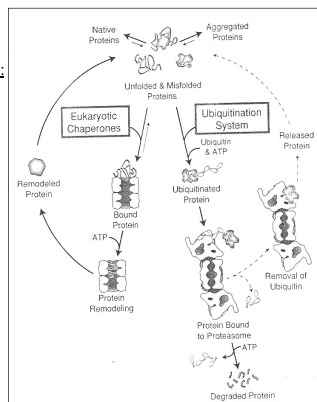 Native
Proteins
Aggregated
Proteins
Unfolded & Misfolded
Proteins
Eukaryotic
Chaperones
Ubiquitination
System
Ubiquitin
& ATP
Released
Protein
Remodeled
Protein
Bound
Protein
Ubiquitinated
Protein
ATP
Protein
Remodeling
Removal of
Ubiquitin
Protein Bound
to Proteasome
ATP
Degraded Protein